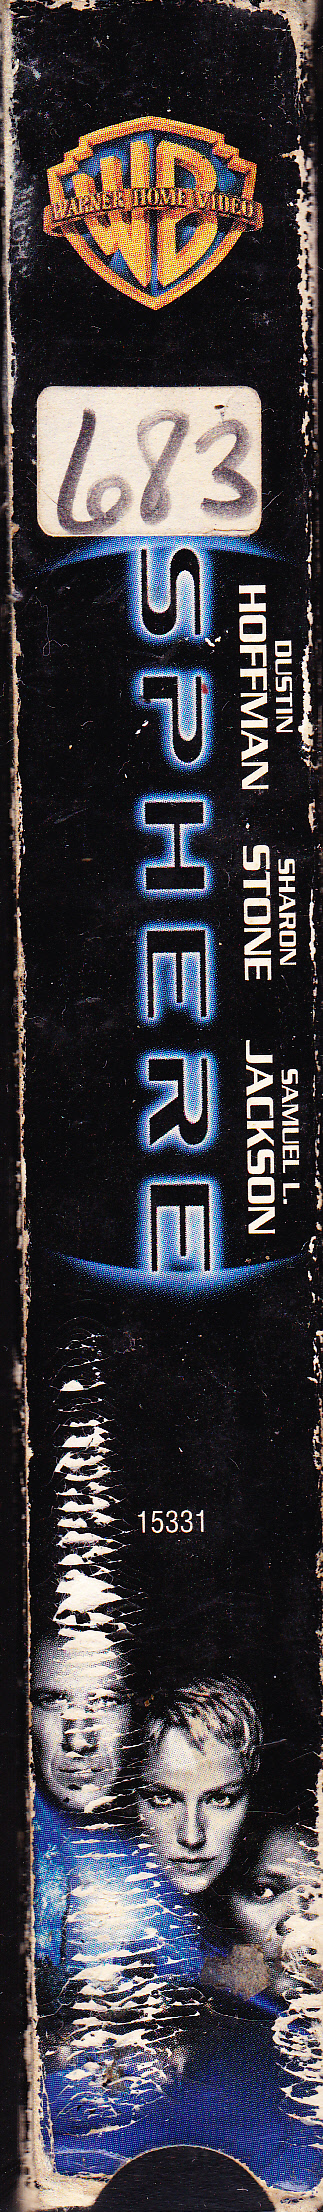 WB
WARNER HOME VIDEO
683
SPHERE
DUSTIN
HOFFMAN
SHARON
STONE
SAMUEL L.
JACKSON
15331